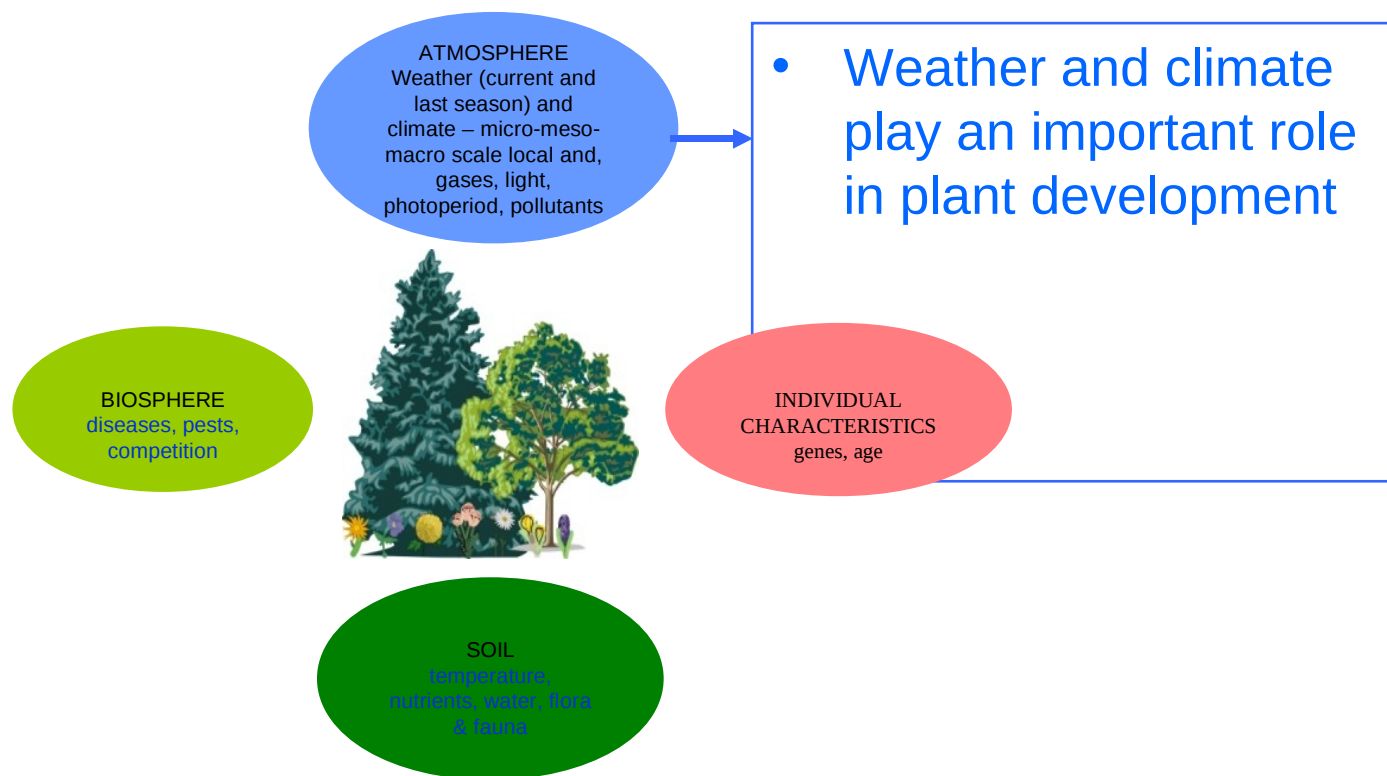 ATMOSPHERE
Weather (current and
last season) and
climate – micro-meso-
macro scale local and,
gases, light,
photoperiod, pollutants
• Weather and climate
play an important role
in plant development
BIOSPHERE
diseases, pests,
competition
INDIVIDUAL
CHARACTERISTICS
genes, age
SOIL
temperature,
nutrients, water, flora
& fauna